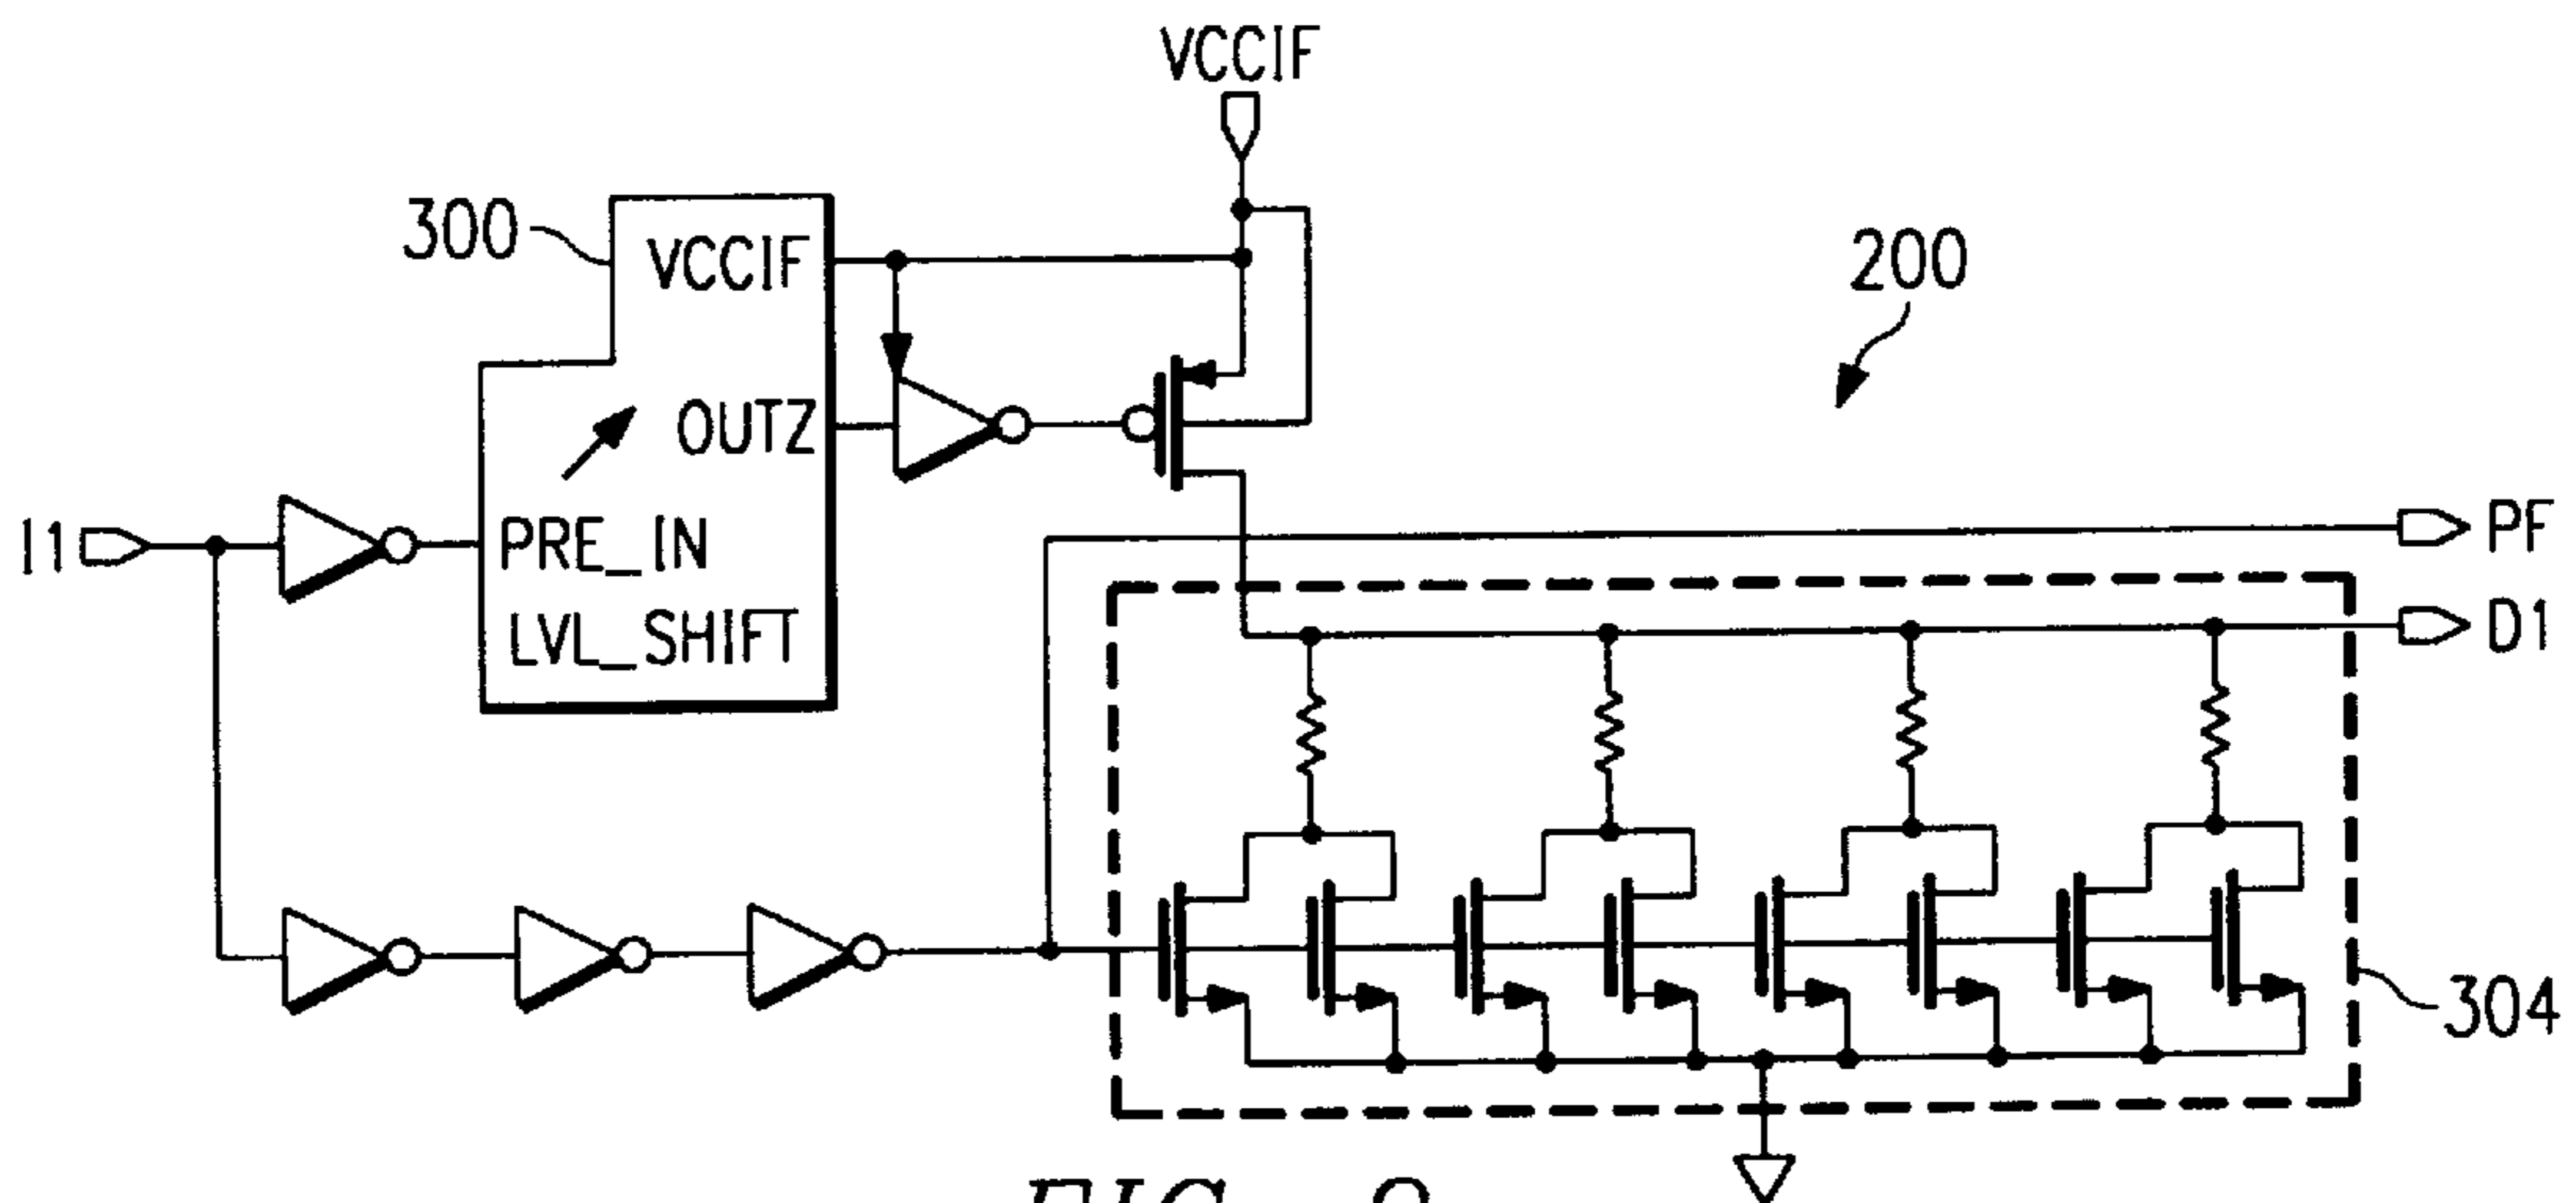 VCCIF
300
VCCIF
200
OUTZ
I1
PRE_IN
PF
LVL_SHIFT
D1
304